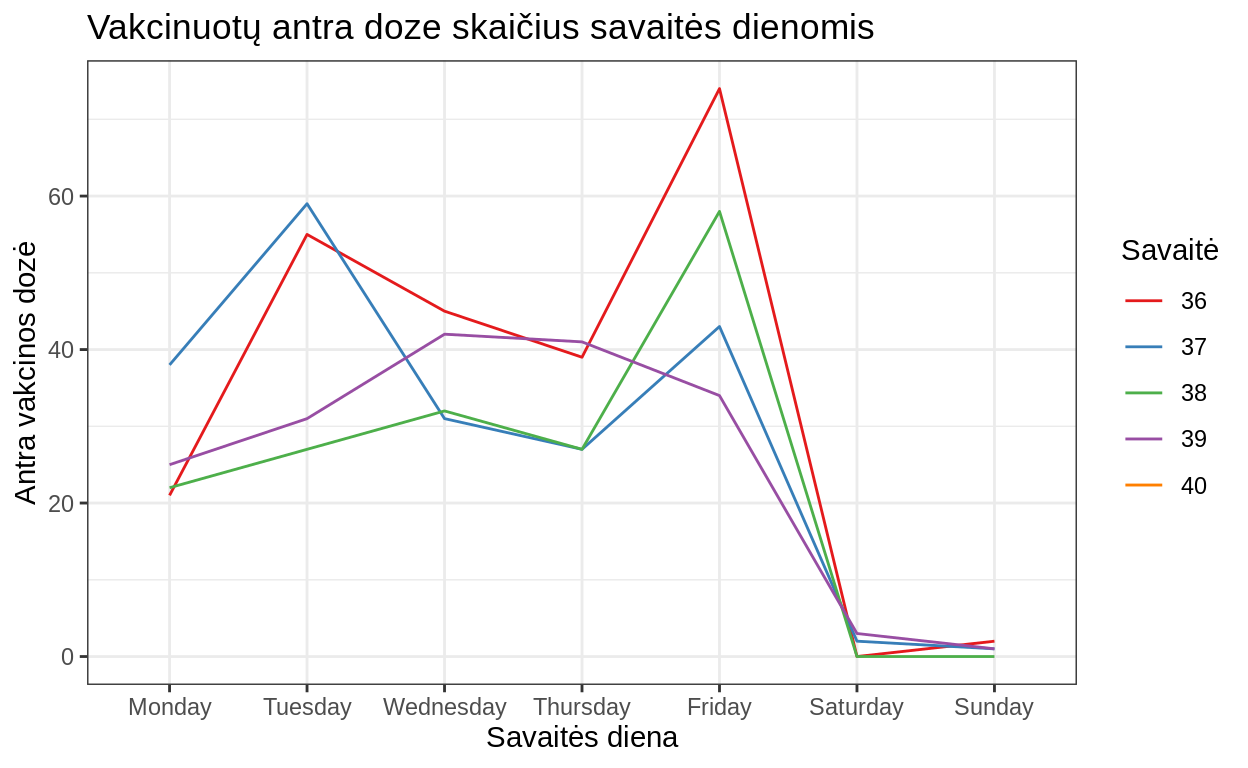 Vakcinuotų antra doze skaičius savaitės dienomis
Antra vakcinos dozė
60
40
20
0
Monday Tuesday Wednesday Thursday Friday Saturday Sunday
Savaitės diena
Savaitė
36
37
38
39
40